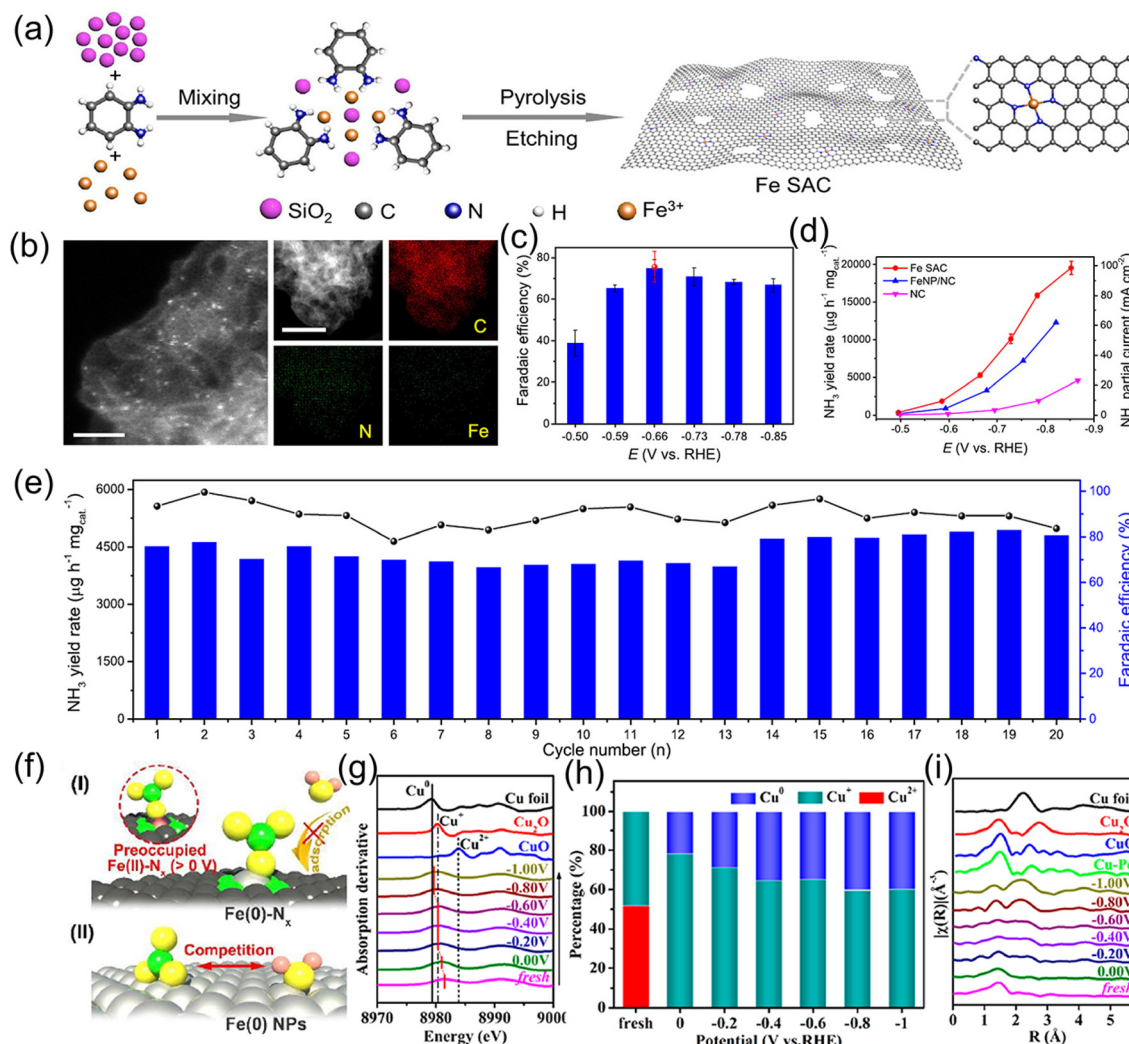 (a)
+
+
Mixing
Pyrolysis
Etching
Fe SAC
SiO₂
C
N
H
Fe³⁺
(b)
C
N
Fe
(c)
Faradaic efficiency (%)
80
60
40
20
0
-0.50
-0.59
-0.66
-0.73
-0.78
-0.85
E (V vs. RHE)
(d)
NH₃ yield rate (μg h⁻¹ mg_cat.⁻¹)
20000
15000
10000
5000
0
Fe SAC
FeNP/NC
NC
100
80
60
40
20
0
partial current (mA cm⁻²)
-0.5
-0.6
-0.7
-0.8
-0.9
E (V vs. RHE)
(e)
NH₃ yield rate (μg h⁻¹ mg_cat.⁻¹)
6000
4500
3000
1500
0
100
80
60
40
20
0
Faradaic efficiency (%)
1 2 3 4 5 6 7 8 9 10 11 12 13 14 15 16 17 18 19 20
Cycle number (n)
(f)
(I)
Preoccupied
Fe(II)-Nₓ (> 0 V)
adsorption
Fe(0)-Nₓ
(II)
Competition
Fe(0) NPs
(g)
Absorption derivative
Cu⁰
Cu⁺
Cu²⁺
Cu foil
Cu₂O
CuO
-1.00V
-0.80V
-0.60V
-0.40V
-0.20V
0.00V
fresh
8970 8980 8990 9000
Energy (eV)
(h)
Percentage (%)
Cu⁰
Cu⁺
Cu²⁺
100
80
60
40
20
0
fresh 0 -0.2 -0.4 -0.6 -0.8 -1
Potential (V vs.RHE)
(i)
|χ(R)|(Å⁻³)
Cu foil
Cu₂O
CuO
-1.00V
-0.80V
-0.60V
-0.40V
-0.20V
0.00V
fresh
0 1 2 3 4 5
R (Å)